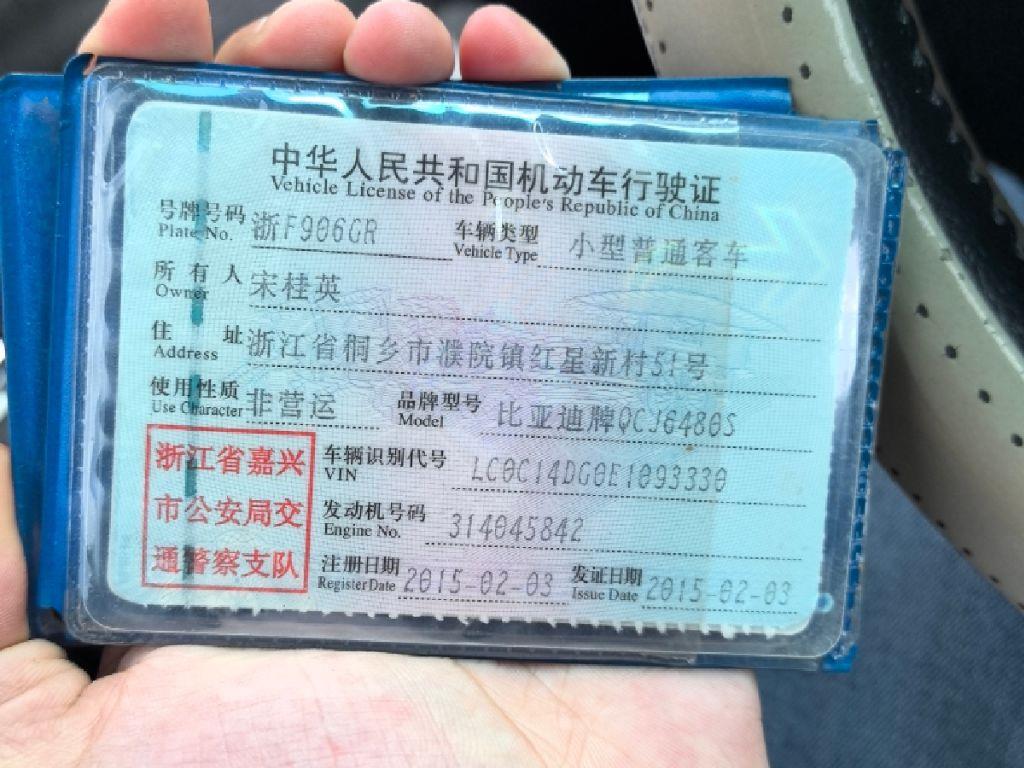 中华人民共和国机动车行驶证
Vehicle License of the People's Republic of China
号牌号码 浙F906GR 车辆类型 小型普通客车
Plate No. Vehicle Type
所有人 宋桂英
Owner
住址 浙江省桐乡市濮院镇红星新村51号
Address
使用性质 非营运 品牌型号 比亚迪牌QCJ6480S
Use Character Model
浙江省嘉兴
市公安局交
通警察支队
车辆识别代号 LC0C14DG0E1093330
VIN
发动机号码 314045842
Engine No.
注册日期 2015-02-03 发证日期 2015-02-03
Register Date Issue Date